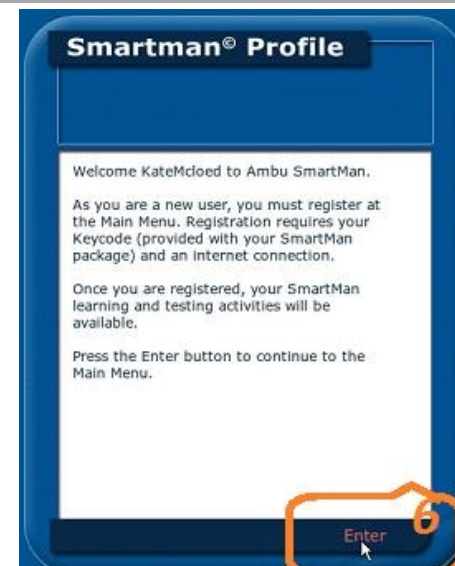 Smartman© Profile
Welcome KateMcloed to Ambu SmartMan.
As you are a new user, you must register at
the Main Menu. Registration requires your
Keycode (provided with your SmartMan
package) and an internet connection.
Once you are registered, your SmartMan
learning and testing activities will be
available.
Press the Enter button to continue to the
Main Menu.
6
Enter